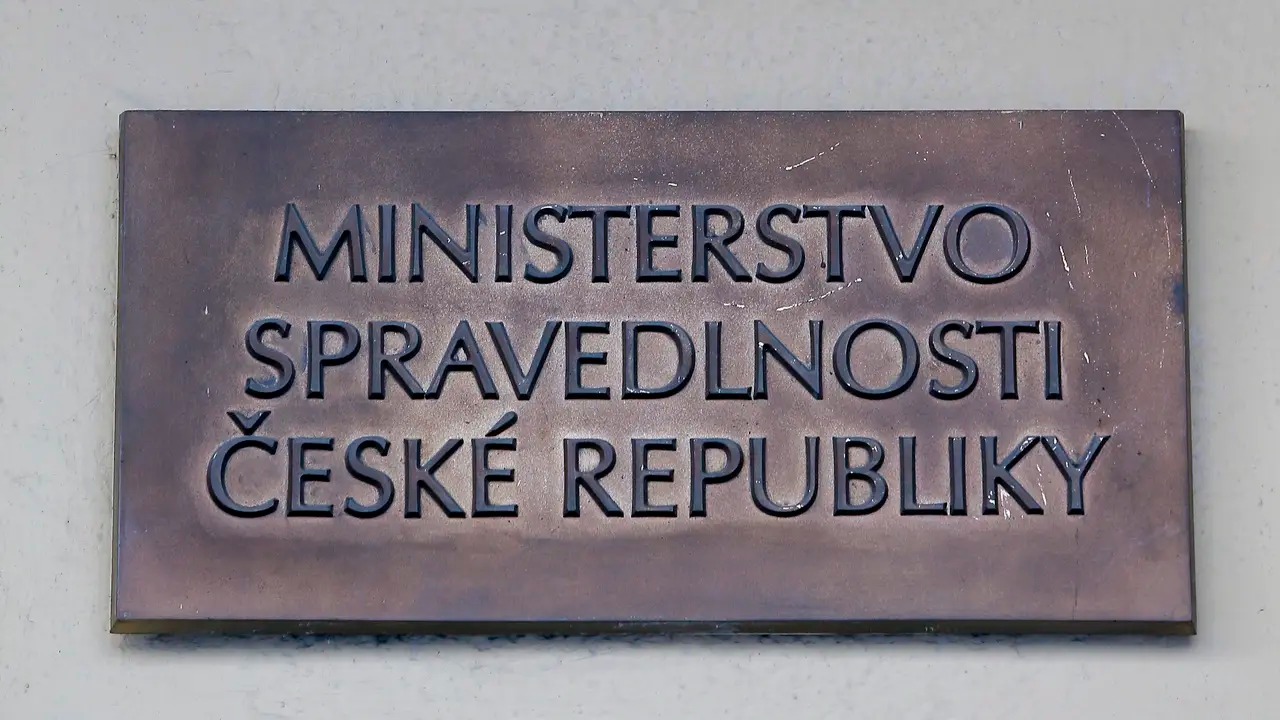 MINISTERSTVO
SPRAVEDLNOSTI
ČESKÉ REPUBLIKY